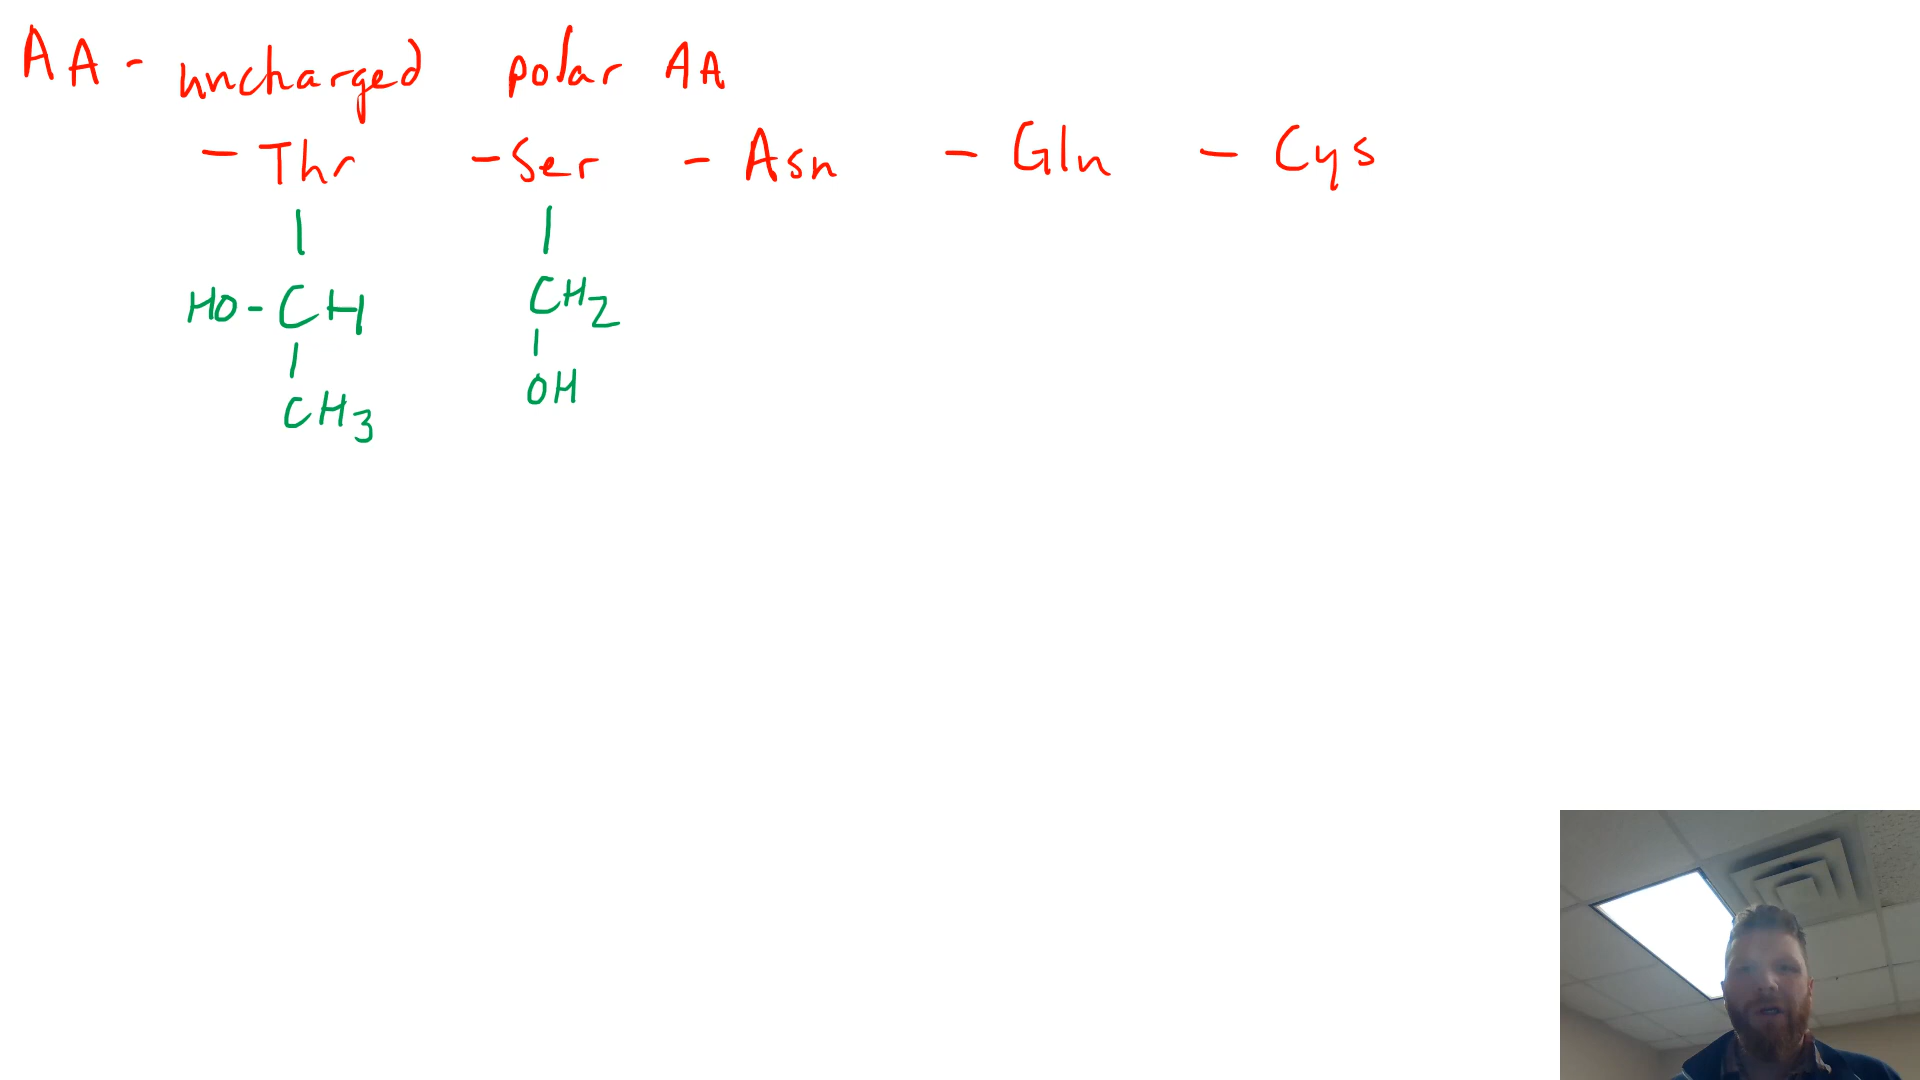 AA - uncharged polar AA
- Thr - Ser - Asn - Gln - Cys
HO-CH CH2
CH3 OH